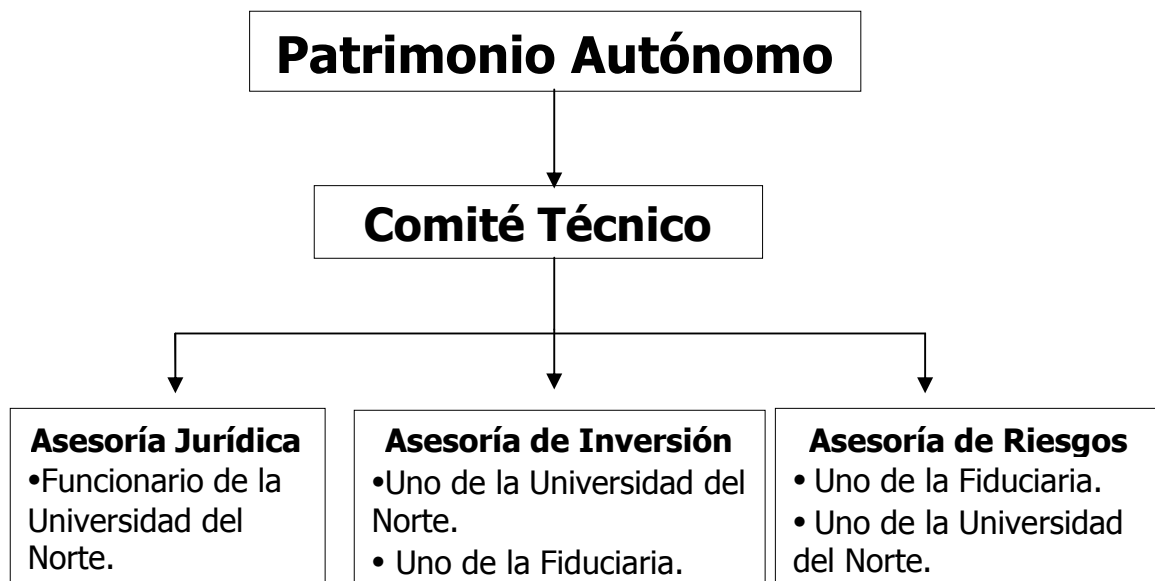 Patrimonio Autónomo
Comité Técnico
Asesoría Jurídica
•Funcionario de la
Universidad del
Norte.
Asesoría de Inversión
•Uno de la Universidad del
Norte.
• Uno de la Fiduciaria.
Asesoría de Riesgos
• Uno de la Fiduciaria.
• Uno de la Universidad
del Norte.